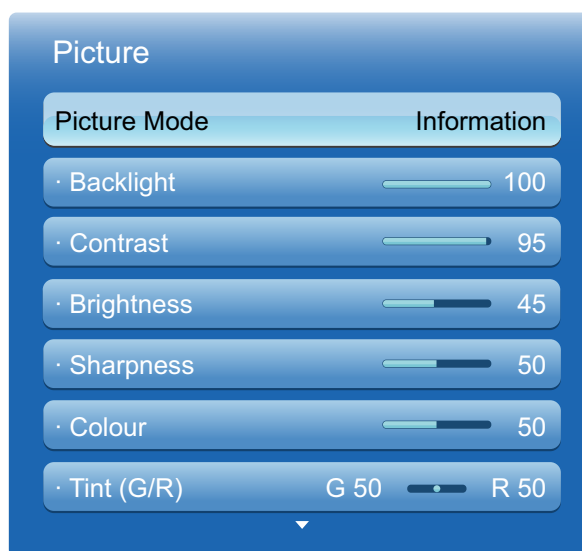 Picture
Picture Mode Information
· Backlight 100
· Contrast 95
· Brightness 45
· Sharpness 50
· Colour 50
· Tint (G/R) G 50 R 50